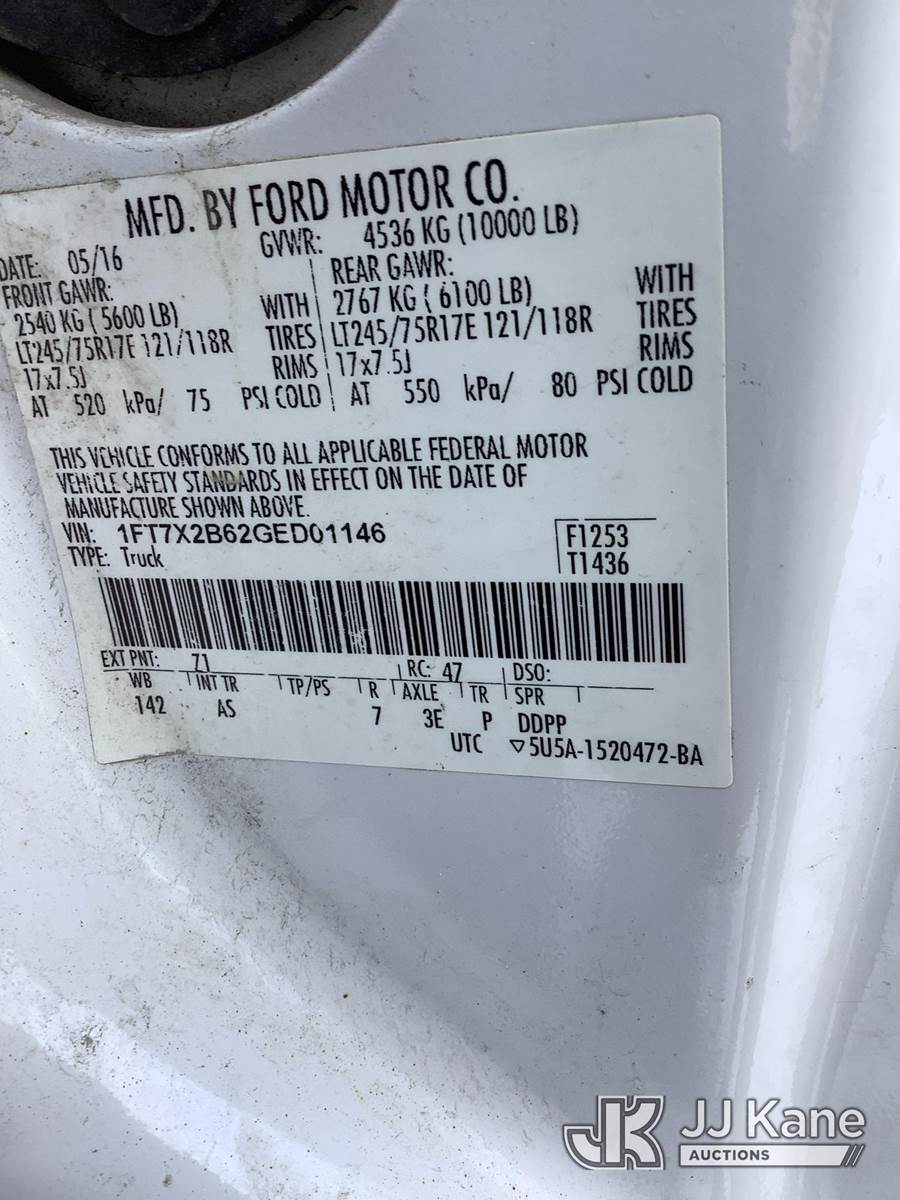 MFD. BY FORD MOTOR CO.
DATE: 05/16 GVWR: 4536 KG (10000 LB)
FRONT GAWR: REAR GAWR:
2540 KG ( 5600 LB) WITH 2767 KG ( 6100 LB) WITH
LT245/75R17E 121/118R TIRES LT245/75R17E 121/118R TIRES
17x7.5J RIMS 17x7.5J RIMS
AT 520 kPa/ 75 PSI COLD AT 550 kPa/ 80 PSI COLD
THIS VEHICLE CONFORMS TO ALL APPLICABLE FEDERAL MOTOR
VEHICLE SAFETY STANDARDS IN EFFECT ON THE DATE OF
MANUFACTURE SHOWN ABOVE.
VIN: 1FT7X2B62GED01146 F1253
TYPE: Truck T1436
EXT PNT: 71 RC: 47 DSO:
WB INT TR TP/PS R AXLE TR SPR
142 AS 7 3E P DDPP
UTC ▽5U5A-1520472-BA
JK JJ Kane
AUCTIONS